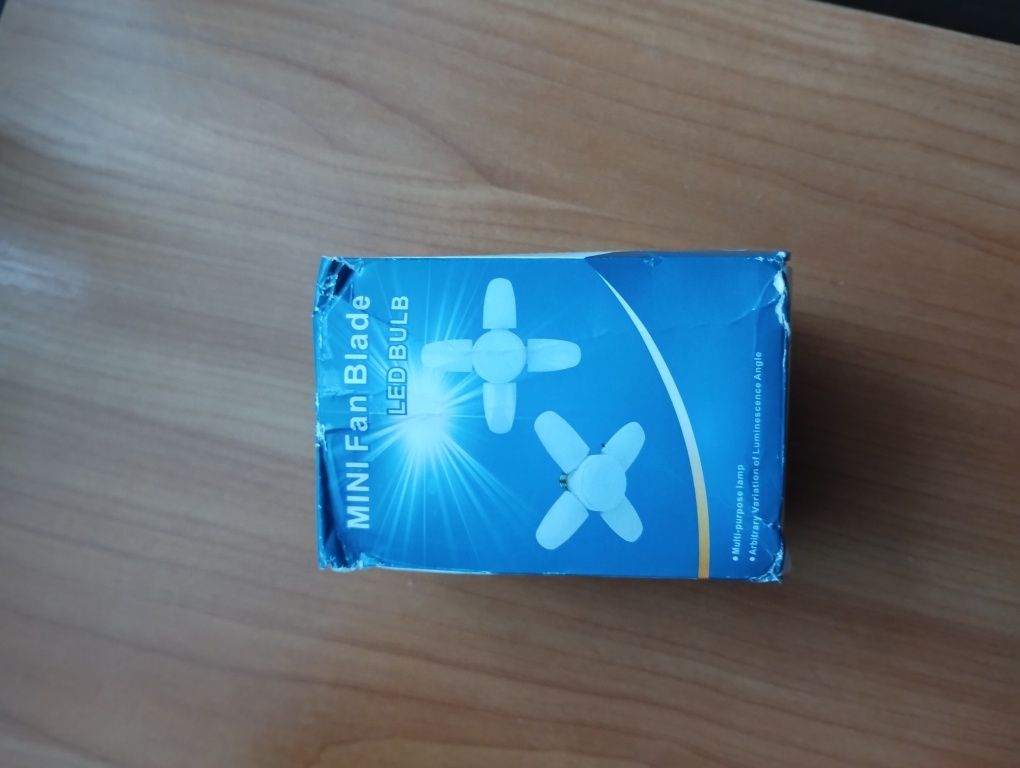 MINI Fan Blade
LED BULB
●Multi-purpose lamp
●Arbitrary Variation of Luminescence Angle